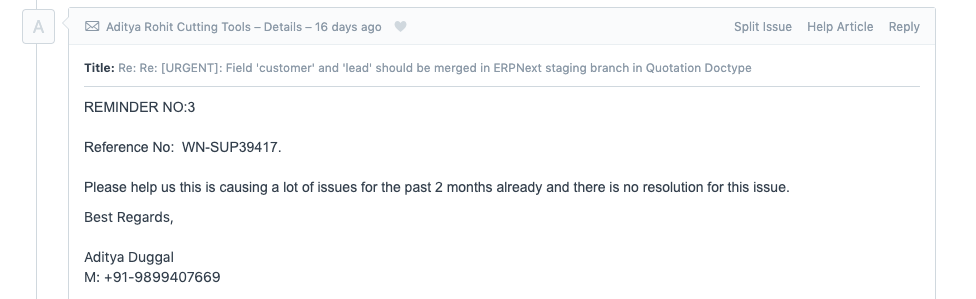 A
Aditya Rohit Cutting Tools – Details – 16 days ago
Split Issue Help Article Reply
Title: Re: Re: [URGENT]: Field 'customer' and 'lead' should be merged in ERPNext staging branch in Quotation Doctype
REMINDER NO:3
Reference No:  WN-SUP39417.
Please help us this is causing a lot of issues for the past 2 months already and there is no resolution for this issue.
Best Regards,
Aditya Duggal
M: +91-9899407669